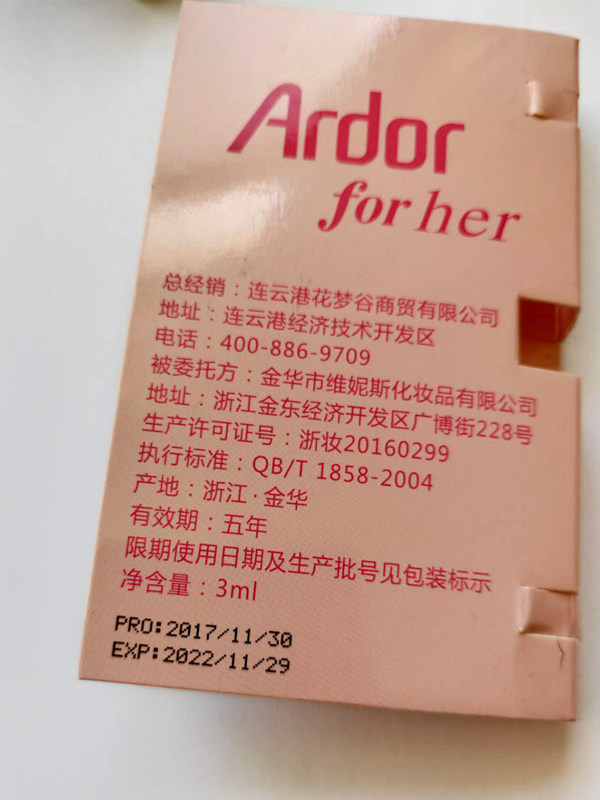 Ardor
for her
总经销：连云港花梦谷商贸有限公司
地址：连云港经济技术开发区
电话：400-886-9709
被委托方：金华市维妮斯化妆品有限公司
地址：浙江金东经济开发区广博街228号
生产许可证号：浙妆20160299
执行标准：QB/T 1858-2004
产地：浙江·金华
有效期：五年
限期使用日期及生产批号见包装标示
净含量：3ml
PRO:2017/11/30
EXP:2022/11/29